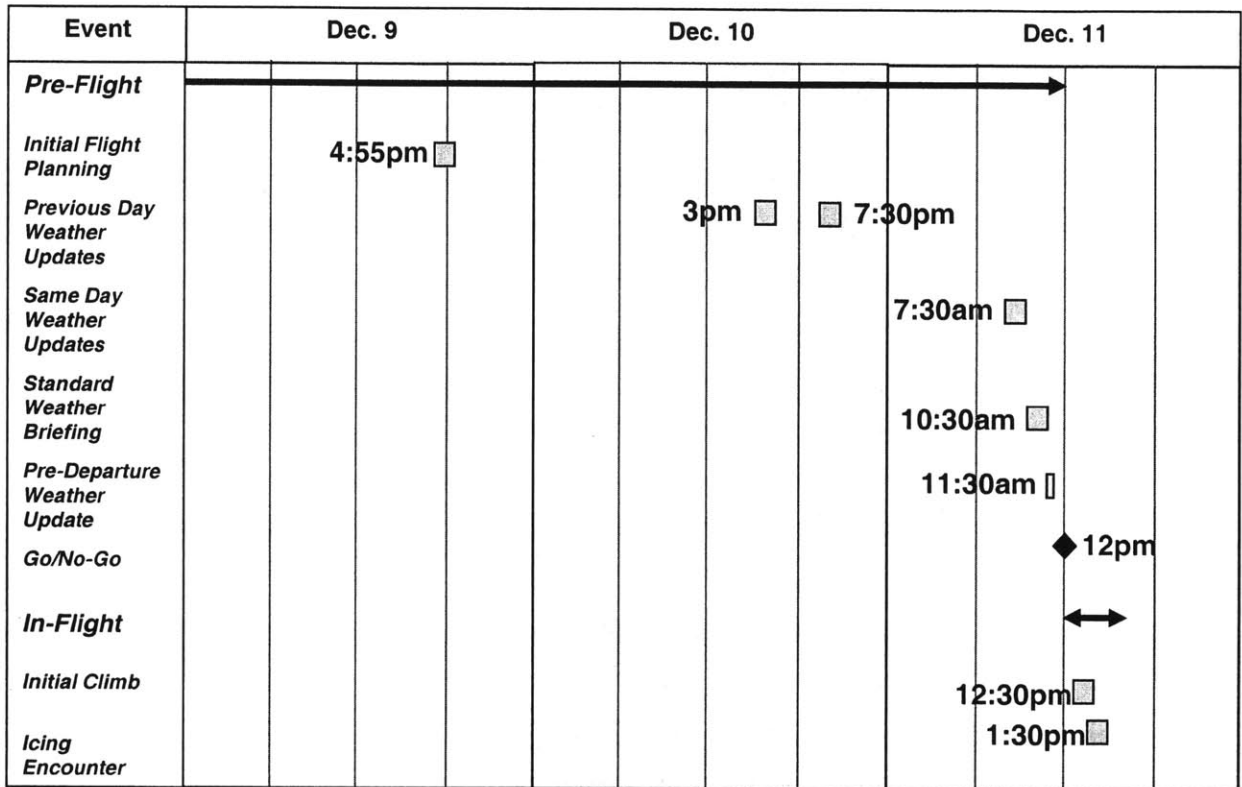 Event Dec. 9 Dec. 10 Dec. 11
Pre-Flight
Initial Flight
Planning
4:55pm
Previous Day
Weather
Updates
3pm 7:30pm
Same Day
Weather
Updates
7:30am
Standard
Weather
Briefing
10:30am
Pre-Departure
Weather
Update
11:30am
Go/No-Go 12pm
In-Flight
Initial Climb 12:30pm
Icing
Encounter
1:30pm